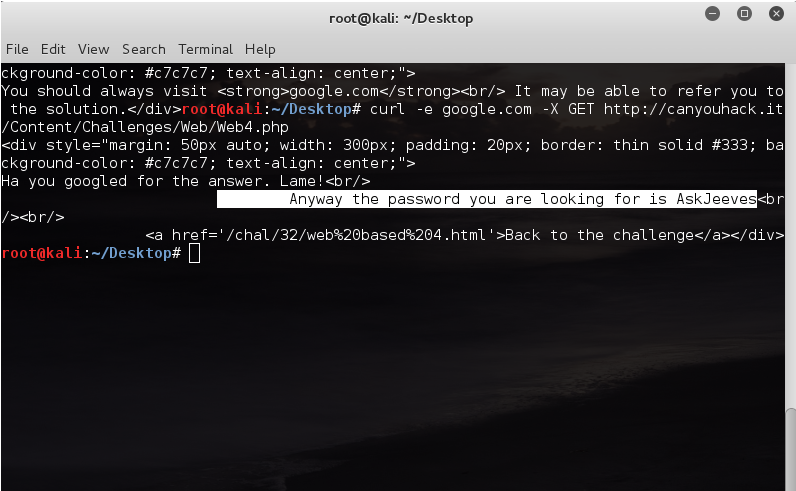 root@kali: ~/Desktop
File Edit View Search Terminal Help
ckground-color: #c7c7c7; text-align: center;">
You should always visit <strong>google.com</strong><br/> It may be able to refer you to
 the solution.</div>root@kali:~/Desktop# curl -e google.com -X GET http://canyouhack.it
/Content/Challenges/Web/Web4.php
<div style="margin: 50px auto; width: 300px; padding: 20px; border: thin solid #333; ba
ckground-color: #c7c7c7; text-align: center;">
Ha you googled for the answer. Lame!<br/>
Anyway the password you are looking for is AskJeeves<br
/><br/>
<a href='/chal/32/web%20based%204.html'>Back to the challenge</a></div>
root@kali:~/Desktop#